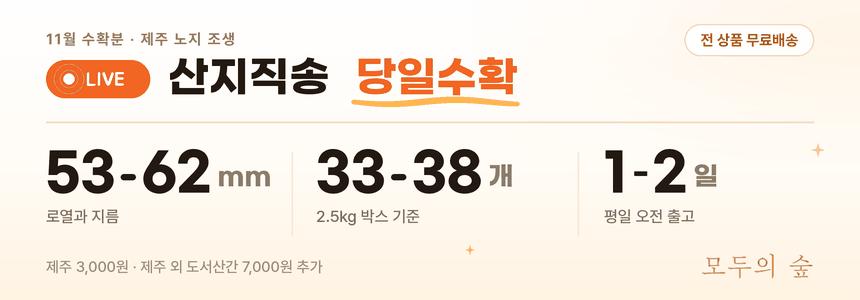 11월 수확분 · 제주 노지 조생
전 상품 무료배송
LIVE 산지직송 당일수확
53-62 mm
로열과 지름
33-38 개
2.5kg 박스 기준
1-2 일
평일 오전 출고
제주 3,000원 · 제주 외 도서산간 7,000원 추가
모두의 숲